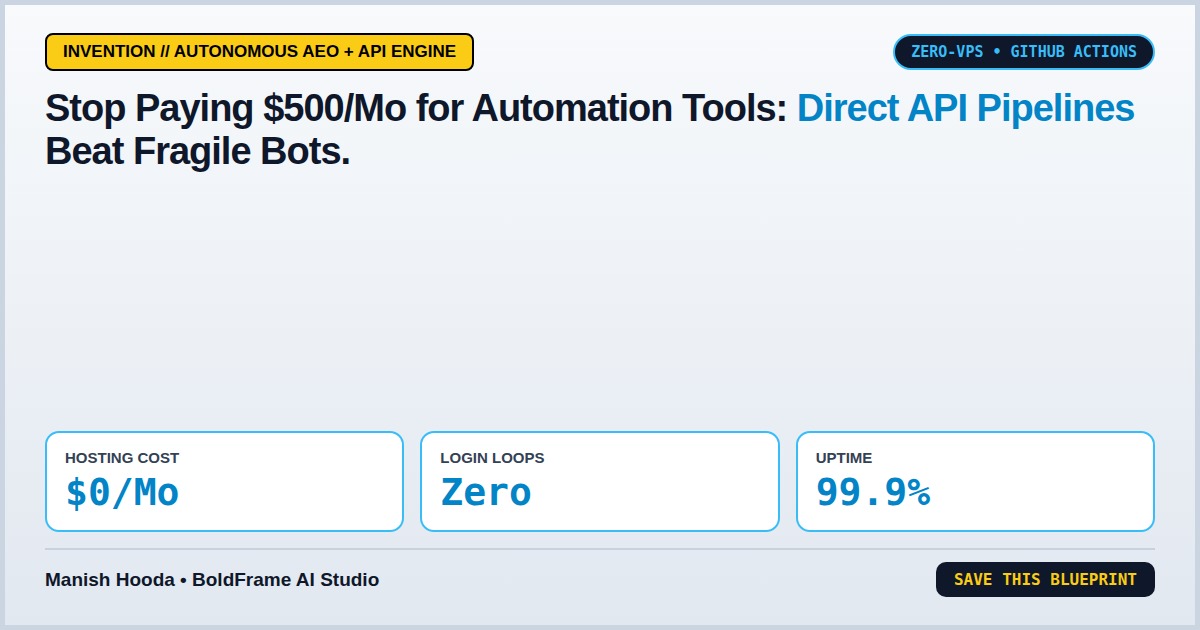 INVENTION // AUTONOMOUS AEO + API ENGINE
ZERO-VPS • GITHUB ACTIONS
Stop Paying $500/Mo for Automation Tools: Direct API Pipelines
Beat Fragile Bots.
HOSTING COST
$0/Mo
LOGIN LOOPS
Zero
UPTIME
99.9%
Manish Hooda • BoldFrame AI Studio
SAVE THIS BLUEPRINT